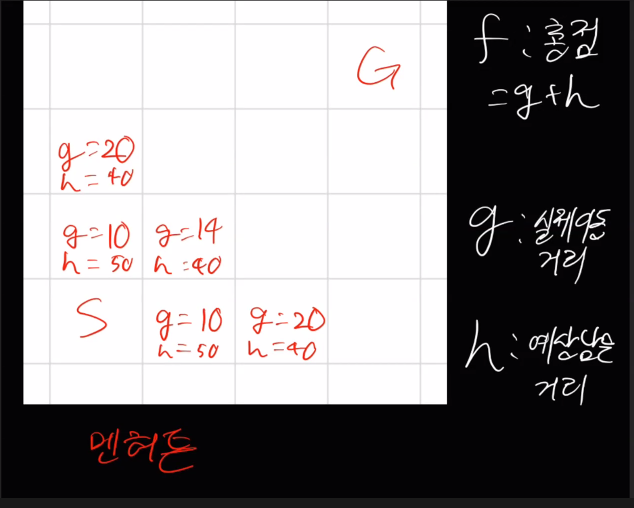 G
g=20
h=40
g=10
h=50
g=14
h=40
S
g=10
h=50
g=20
h=40
멘허튼
f : 총점
=g+h
g : 실제이동
거리
h : 예상남은
거리